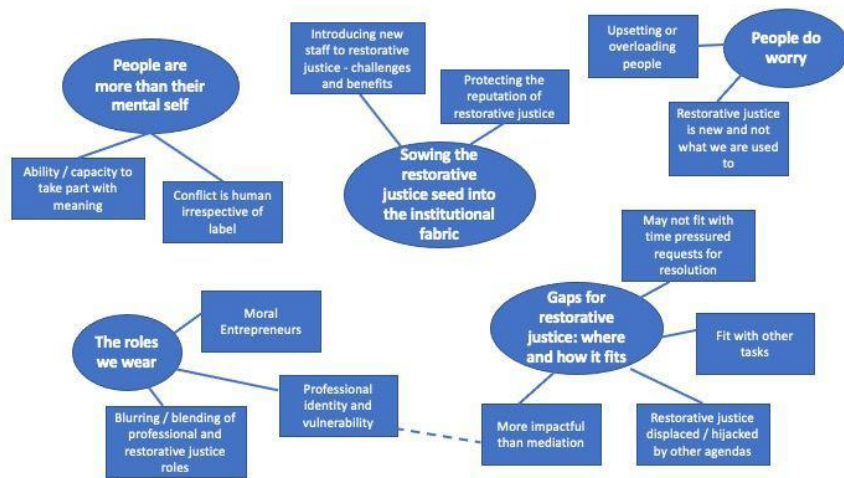 People are
more than their
mental self
Ability / capacity to
take part with
meaning
Conflict is human
irrespective of
label
Introducing new
staff to restorative
justice - challenges
and benefits
Protecting the
reputation of
restorative justice
Sowing the
restorative
justice seed into
the institutional
fabric
Upsetting or
overloading
people
People do
worry
Restorative justice
is new and not
what we are used
to
The roles
we wear
Moral
Entrepreneurs
Professional
identity and
vulnerability
Blurring / blending of
professional and
restorative justice
roles
May not fit with
time pressured
requests for
resolution
Gaps for
restorative
justice: where
and how it fits
Fit with other
tasks
More impactful
than mediation
Restorative justice
displaced / hijacked
by other agendas